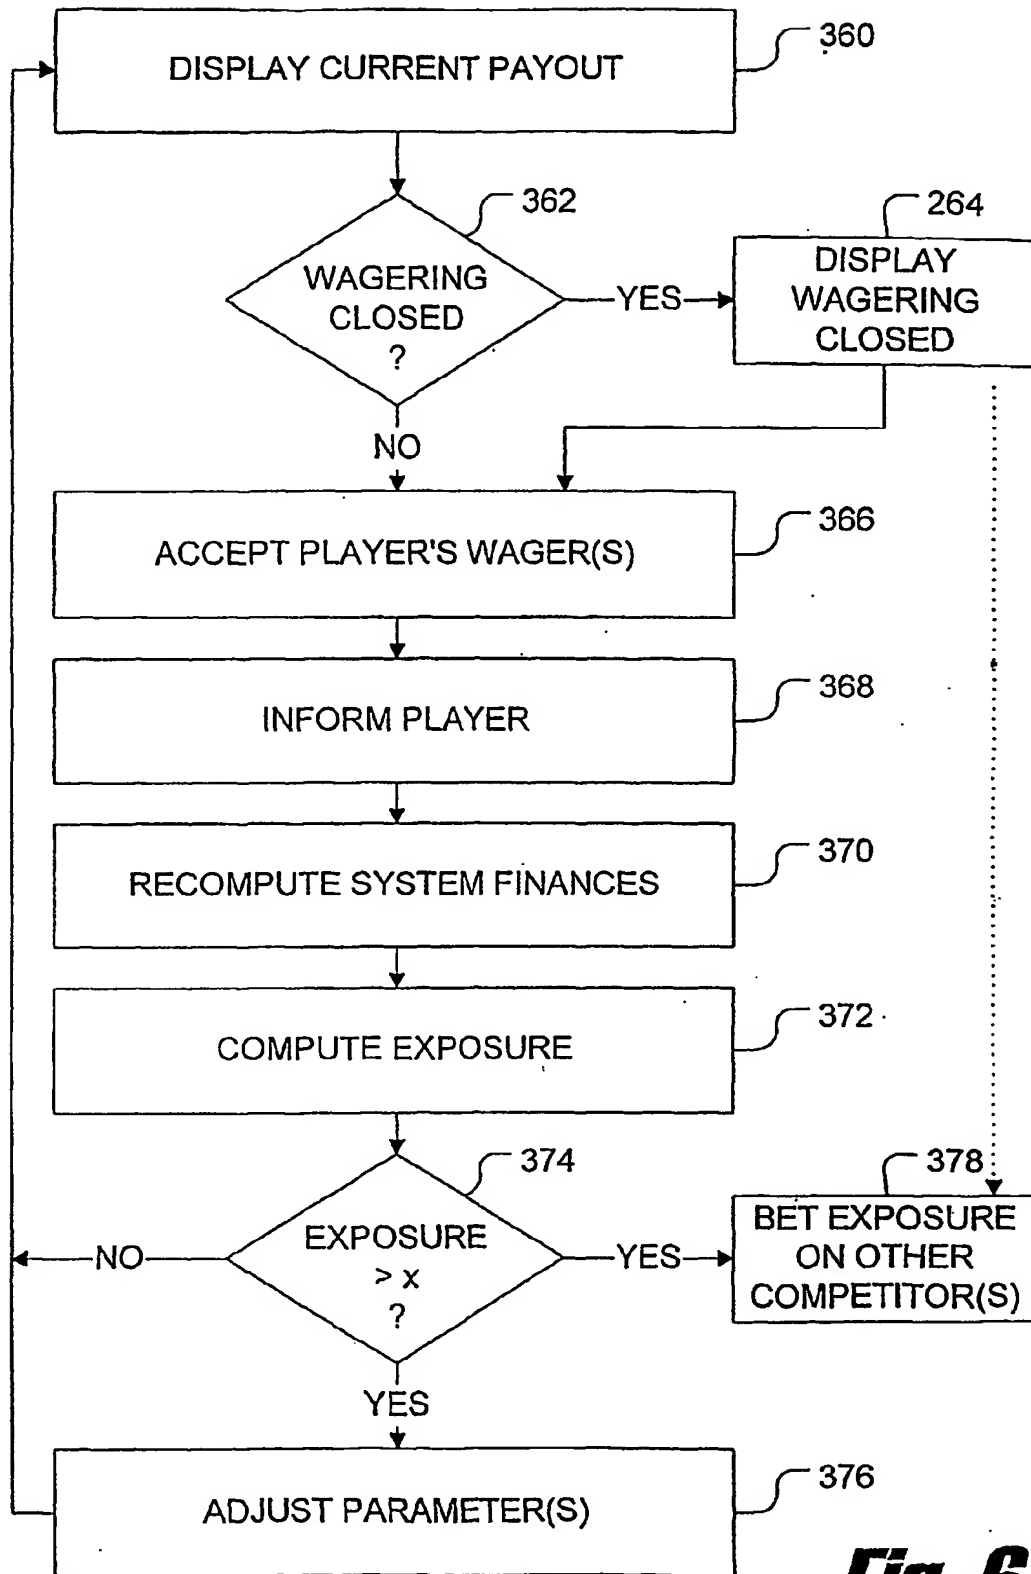 360
DISPLAY CURRENT PAYOUT
362
264
WAGERING
CLOSED
?
YES
DISPLAY
WAGERING
CLOSED
NO
366
ACCEPT PLAYER'S WAGER(S)
368
INFORM PLAYER
370
RECOMPUTE SYSTEM FINANCES
372
COMPUTE EXPOSURE
374
378
NO
EXPOSURE
> x
?
YES
BET EXPOSURE
ON OTHER
COMPETITOR(S)
YES
376
ADJUST PARAMETER(S)
Fig. 6